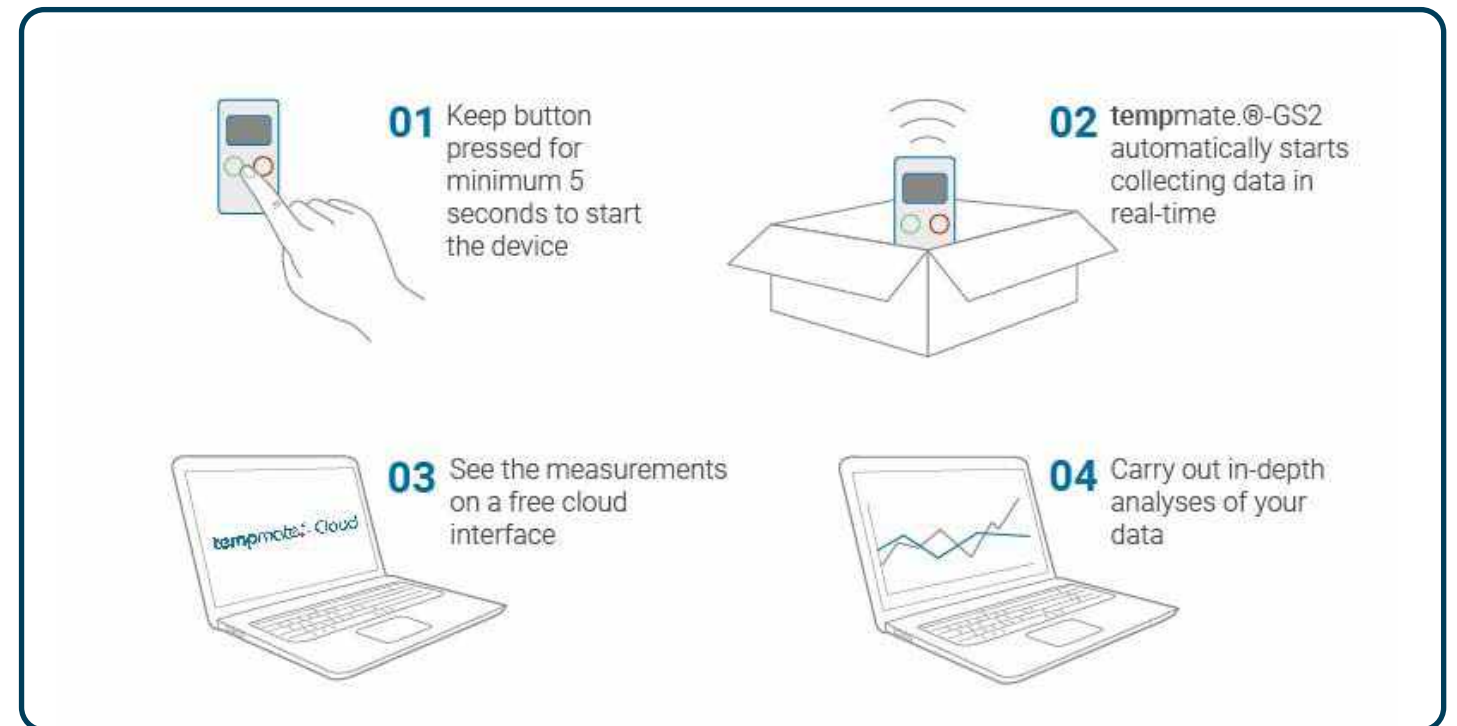 01 Keep button
pressed for
minimum 5
seconds to start
the device
02 tempmate.®-GS2
automatically starts
collecting data in
real-time
tempmate.®-Cloud
03 See the measurements
on a free cloud
interface
04 Carry out in-depth
analyses of your
data